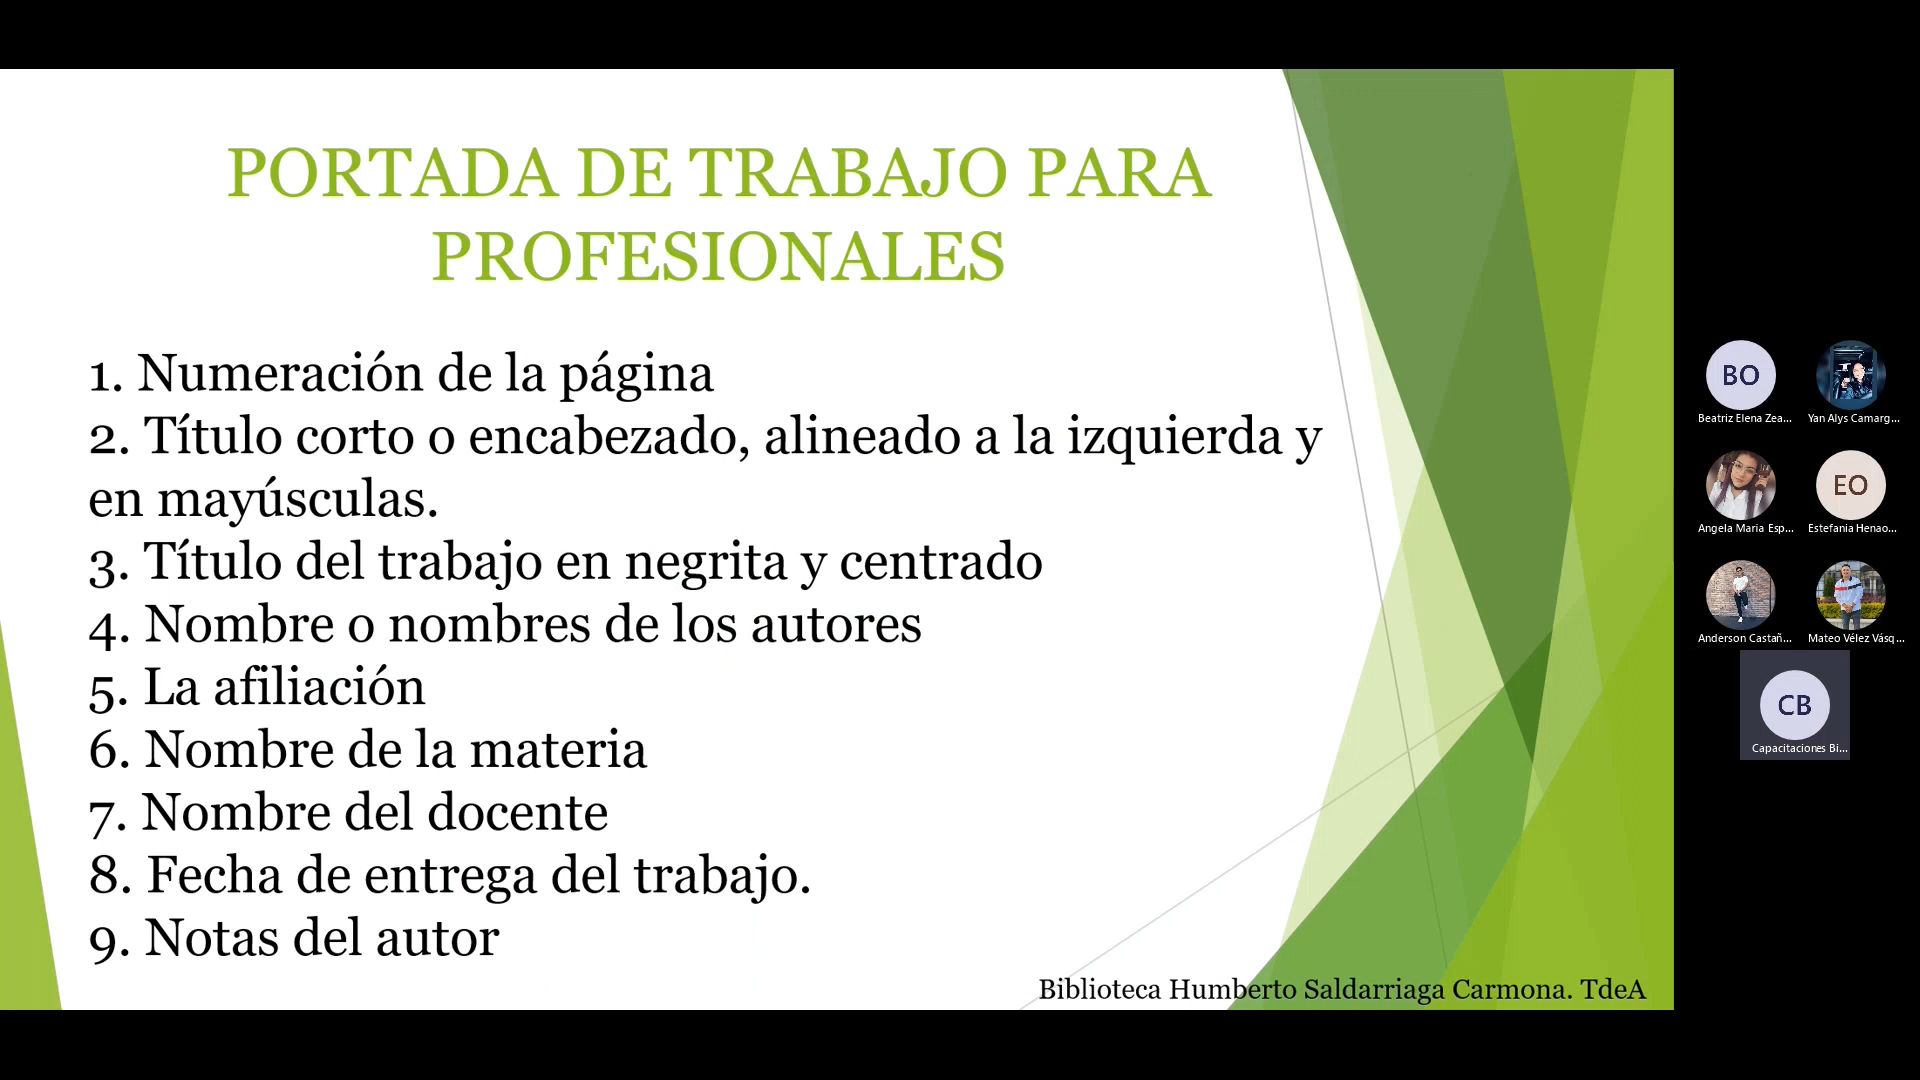 PORTADA DE TRABAJO PARA
PROFESIONALES
1. Numeración de la página
2. Título corto o encabezado, alineado a la izquierda y
en mayúsculas.
3. Título del trabajo en negrita y centrado
4. Nombre o nombres de los autores
5. La afiliación
6. Nombre de la materia
7. Nombre del docente
8. Fecha de entrega del trabajo.
9. Notas del autor
Biblioteca Humberto Saldarriaga Carmona. TdeA
BO
Beatriz Elena Zea...
Yan Alys Camarg...
Angela Maria Esp...
EO
Estefania Henao...
Anderson Castañ...
Mateo Vélez Vásq...
CB
Capacitaciones Bi...